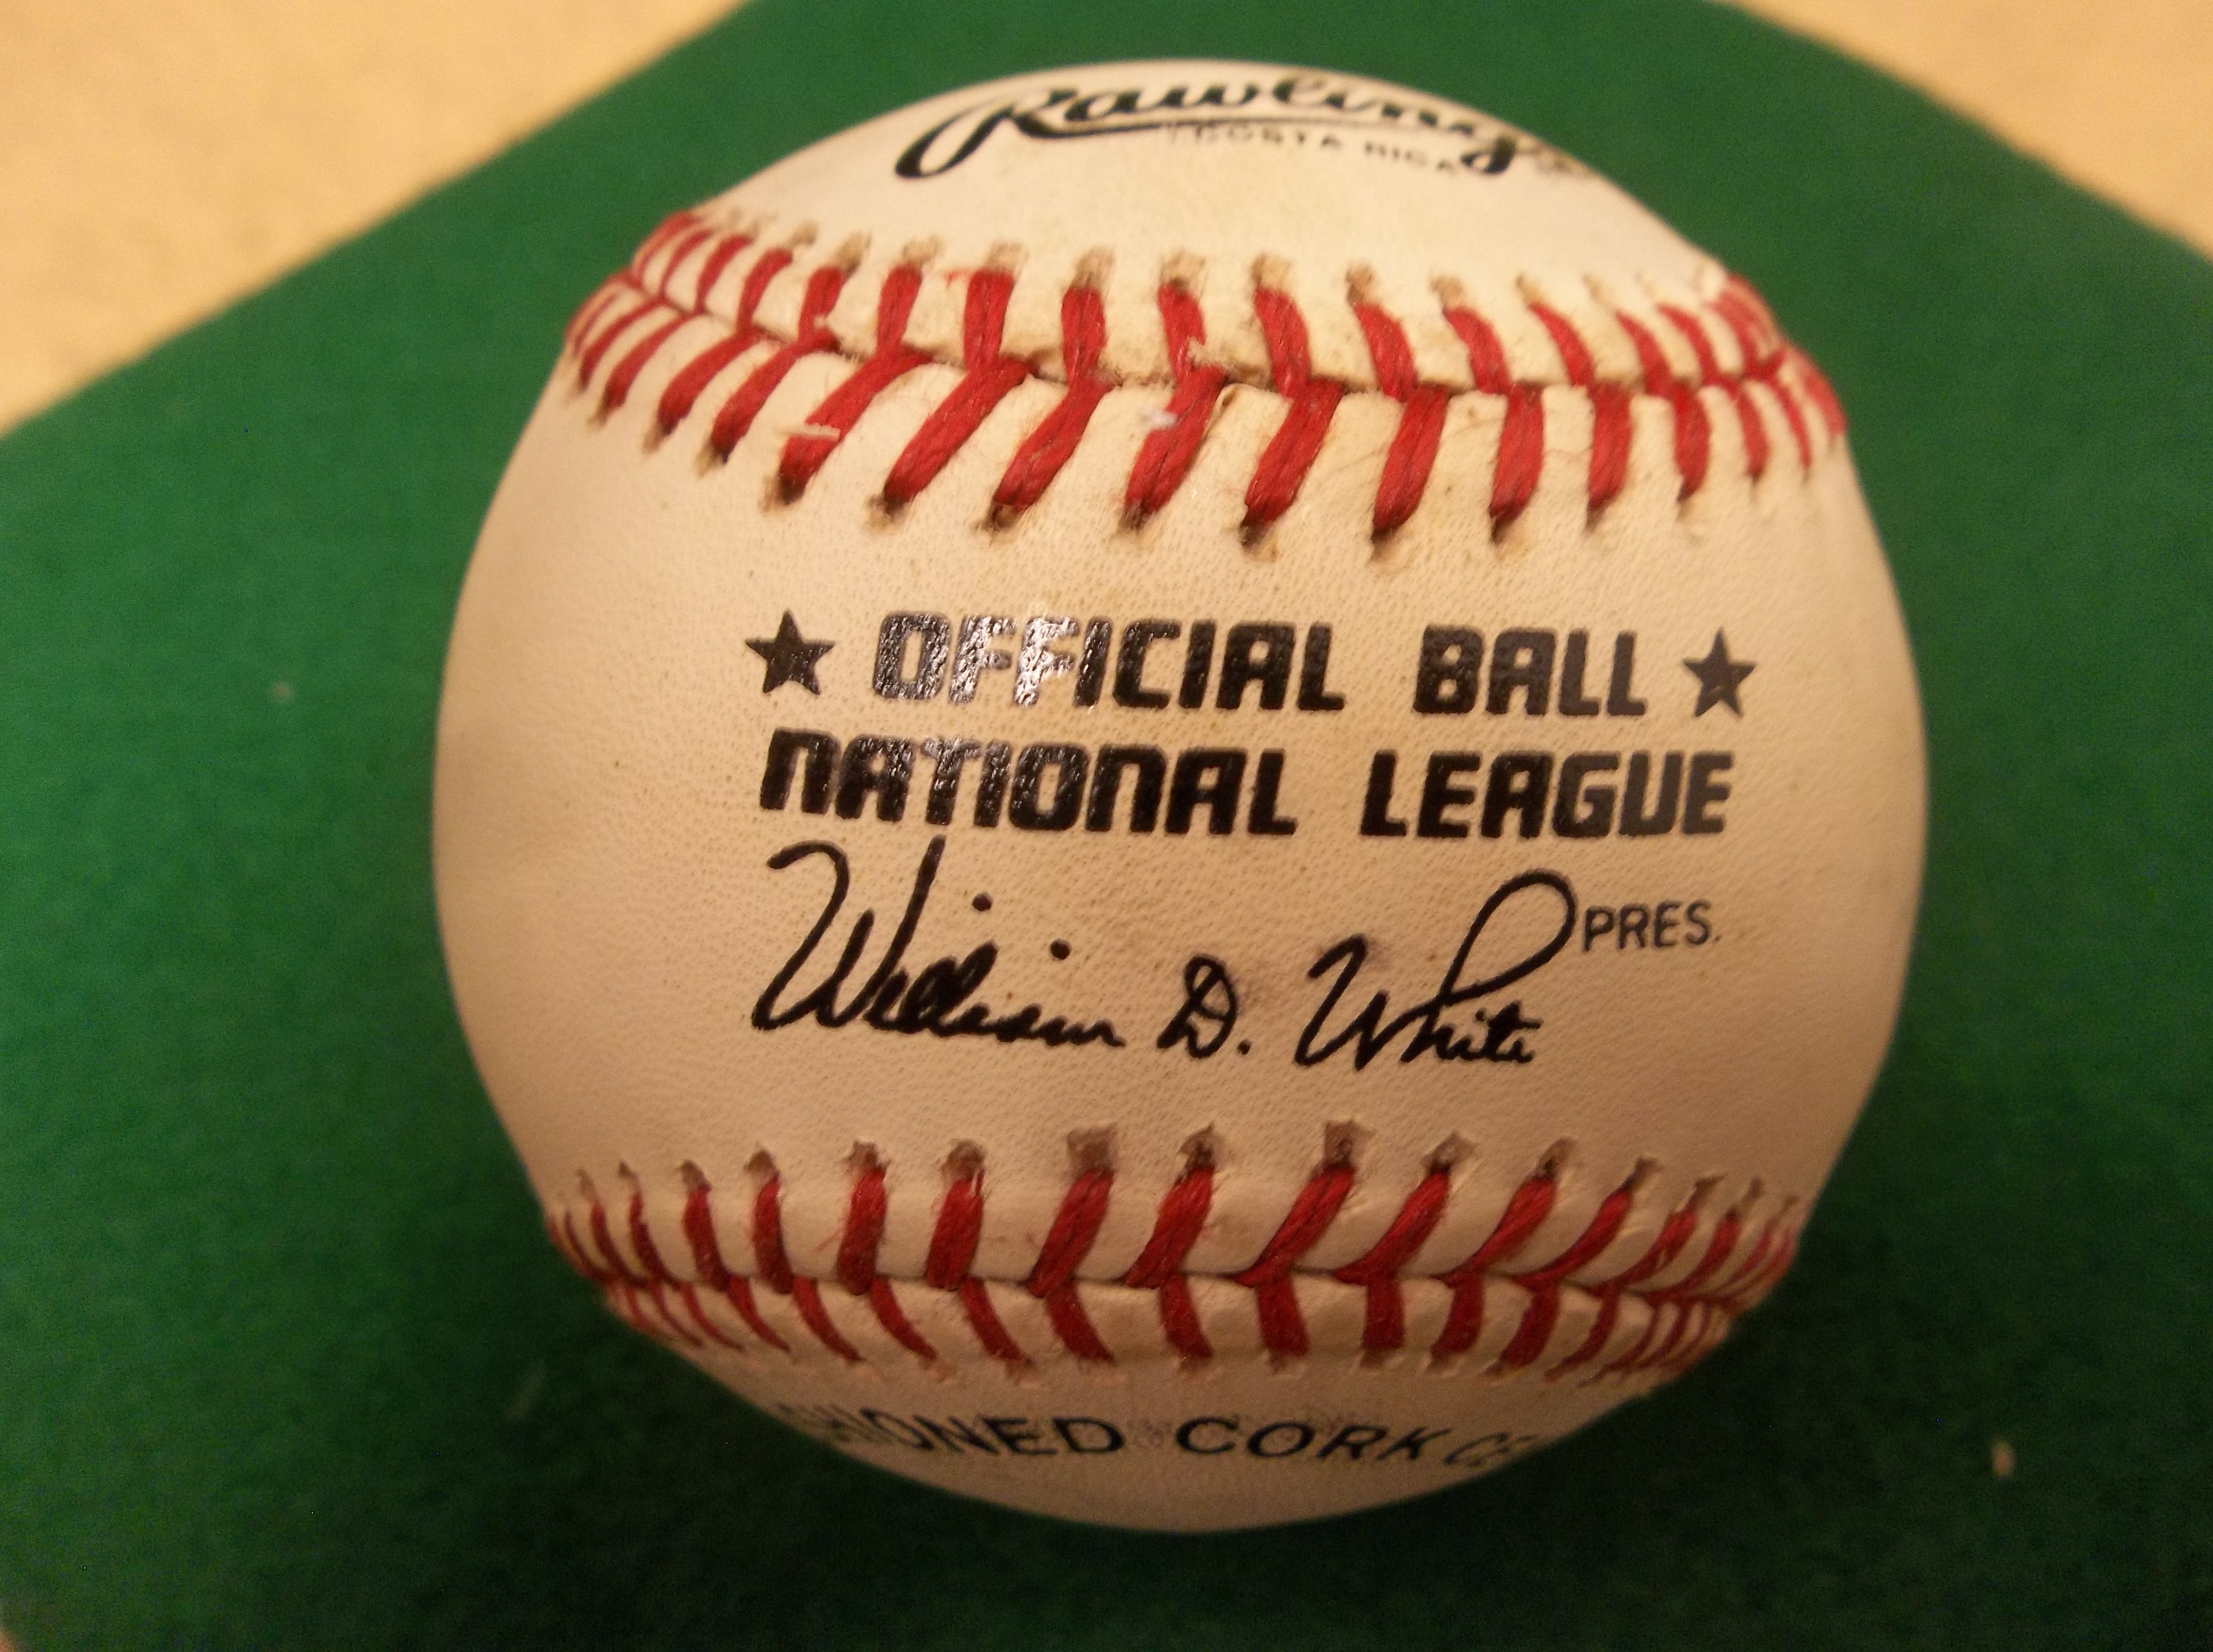 Rawlings
COSTA RICA
★ OFFICIAL BALL ★
NATIONAL LEAGUE
William D. White PRES.
CORK